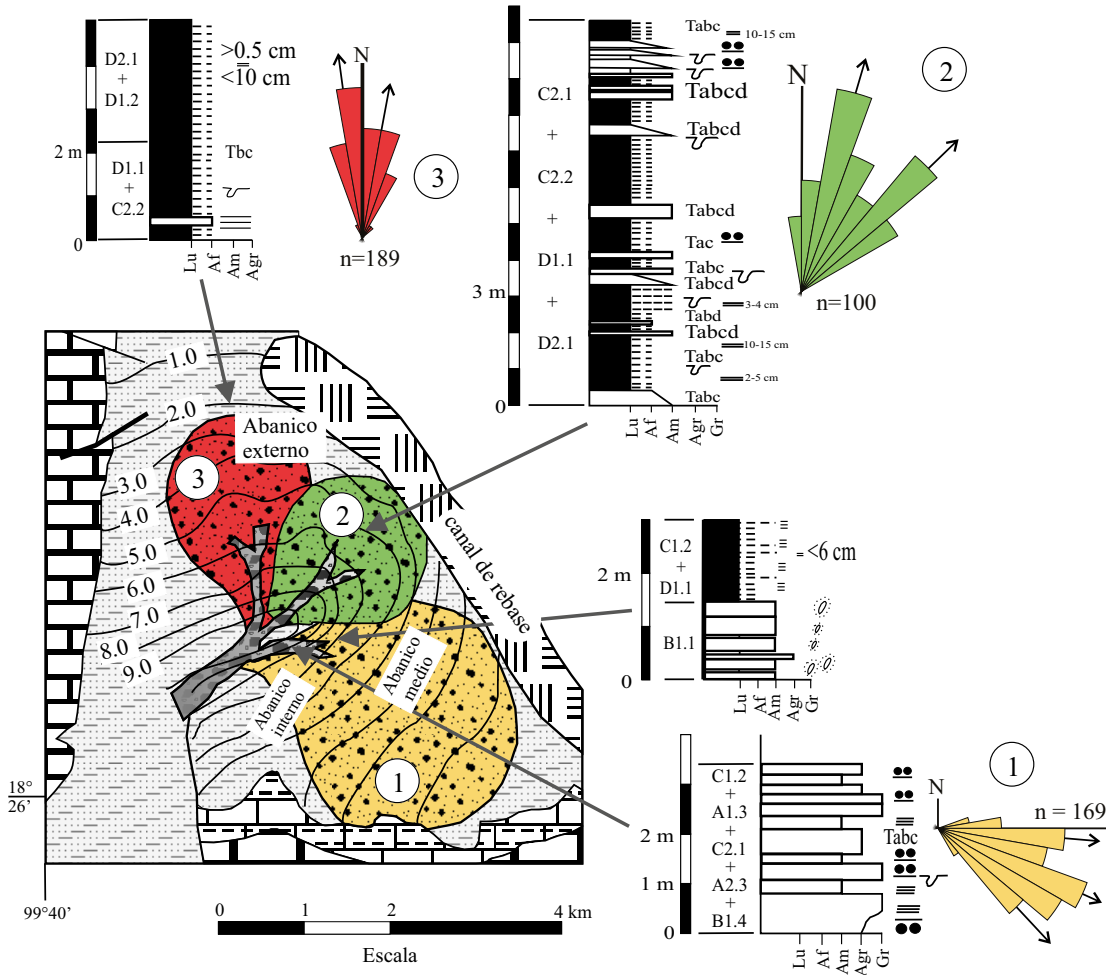 D2.1
+
D1.2
D1.1
+
C2.2
2 m
0
>0.5 cm
=
<10 cm
Tbc
Lu
Af
Am
Agr
N
3
n=189
C2.1
+
C2.2
+
D1.1
+
D2.1
3 m
0
Tabc
10-15 cm
Tabcd
Tabcd
Tabcd
Tac
Tabc
Tabcd
3-4 cm
Tabd
Tabcd
10-15 cm
Tabc
2-5 cm
Tabc
Lu
Af
Am
Agr
Gr
N
2
n=100
1.0
2.0
3.0
4.0
5.0
6.0
7.0
8.0
9.0
Abanico
externo
3
2
canal de rebase
Abanico
medio
Abanico
interno
1
18°
26’
99°40’
0
1
2
4 km
Escala
C1.2
+
D1.1
B1.1
2 m
0
= <6 cm
Lu
Af
Am
Agr
Gr
C1.2
+
A1.3
+
C2.1
+
A2.3
+
B1.4
2 m
1 m
0
Tabc
Lu
Af
Am
Agr
Gr
N
1
n = 169